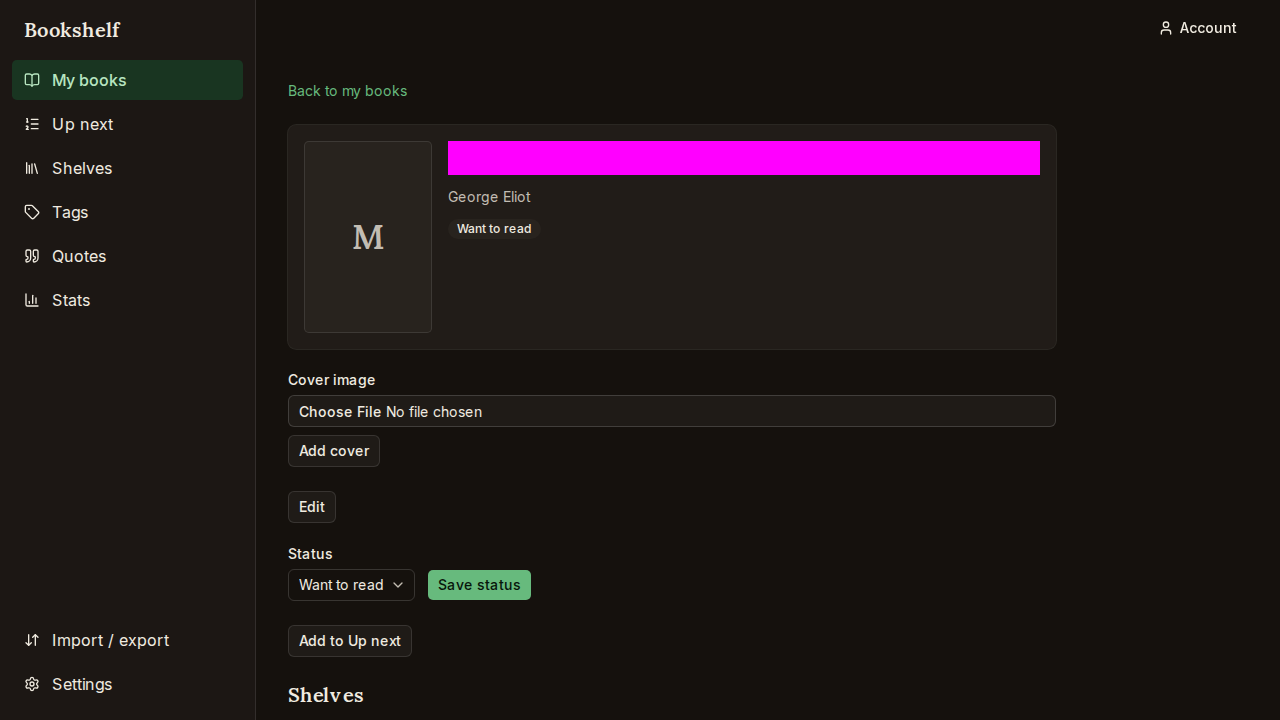 Bookshelf
My books
Up next
Shelves
Tags
Quotes
Stats
Import / export
Settings
Account
Back to my books
M
George Eliot
Want to read
Cover image
Choose File No file chosen
Add cover
Edit
Status
Want to read
Save status
Add to Up next
Shelves